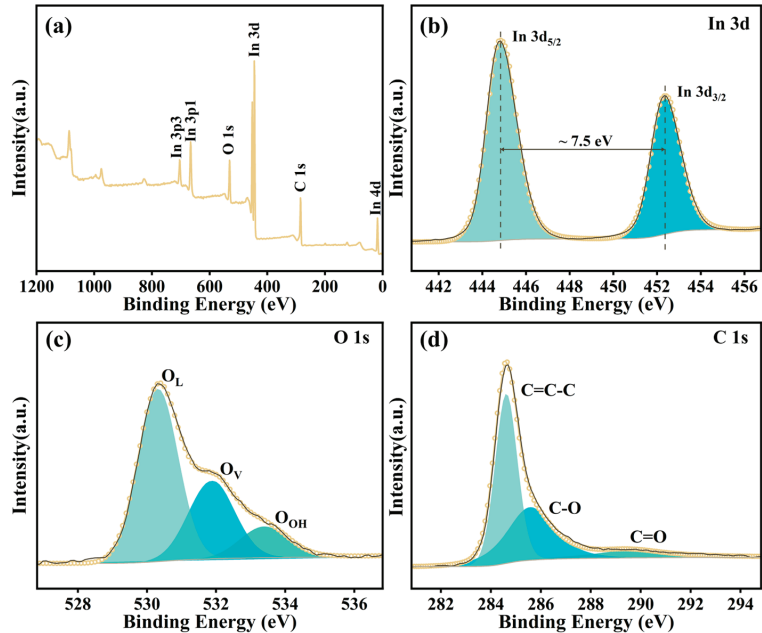 (a)
In 3d
In 3p3
In 3p1
O 1s
C 1s
In 4d
Intensity(a.u.)
1200 1000 800 600 400 200 0
Binding Energy (eV)
(b)
In 3d
In 3d5/2
In 3d3/2
~ 7.5 eV
Intensity(a.u.)
442 444 446 448 450 452 454 456
Binding Energy (eV)
(c)
O 1s
OL
OV
OOH
Intensity(a.u.)
528 530 532 534 536
Binding Energy (eV)
(d)
C 1s
C=C-C
C-O
C=O
Intensity(a.u.)
282 284 286 288 290 292 294
Binding Energy (eV)